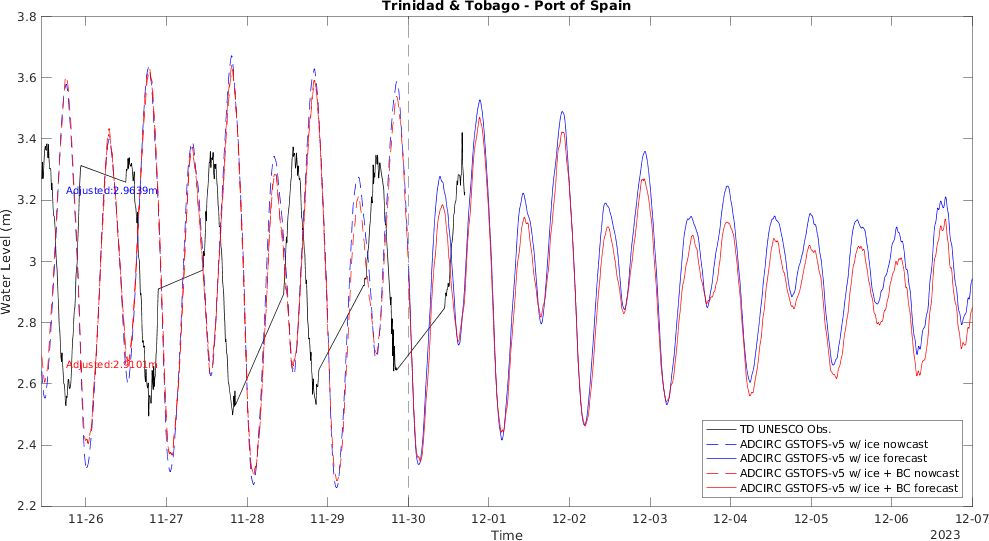 Trinidad & Tobago - Port of Spain
3.8
3.6
3.4
3.2
3
2.8
2.6
2.4
2.2
Water Level (m)
Adjusted:2.9639m
Adjusted:2.9101m
TD UNESCO Obs.
ADCIRC GSTOFS-v5 w/ ice nowcast
ADCIRC GSTOFS-v5 w/ ice forecast
ADCIRC GSTOFS-v5 w/ ice + BC nowcast
ADCIRC GSTOFS-v5 w/ ice + BC forecast
11-26 11-27 11-28 11-29 11-30 12-01 12-02 12-03 12-04 12-05 12-06 12-07
Time
2023